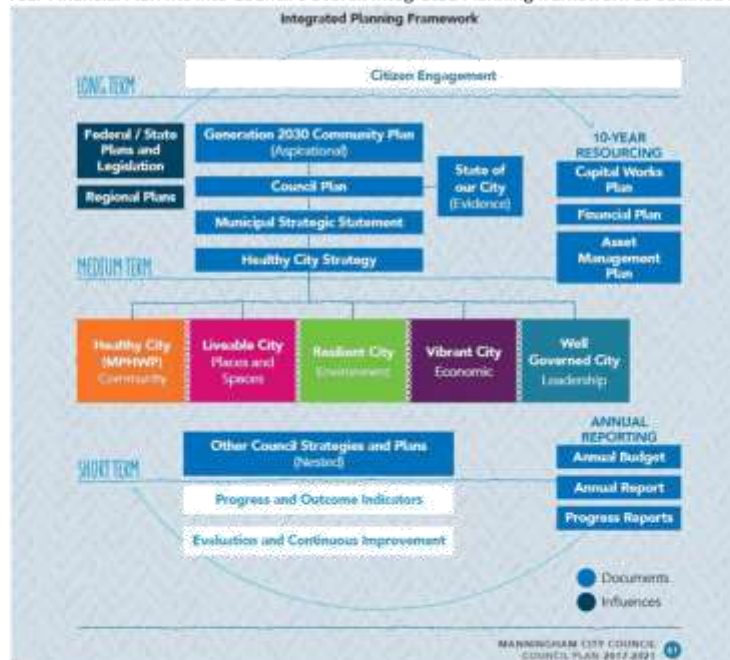 Integrated Planning Framework
Citizen Engagement
LONG TERM
Federal / State
Plans and
Legislation
Regional Plans
Generation 2030 Community Plan
(Aspirational)
Council Plan
Municipal Strategic Statement
Healthy City Strategy
State of
our City
(Evidence)
10-YEAR
RESOURCING
Capital Works
Plan
Financial Plan
Asset
Management
Plan
MEDIUM TERM
Healthy City
(MPHWP)
Community
Liveable City
Places and
Spaces
Resilient City
Environment
Vibrant City
Economic
Well
Governed City
Leadership
SHORT TERM
Other Council Strategies and Plans
(Nested)
Progress and Outcome Indicators
Evaluation and Continuous Improvement
ANNUAL
REPORTING
Annual Budget
Annual Report
Progress Reports
Documents
Influences
MANNINGHAM CITY COUNCIL
COUNCIL PLAN 2017-2021